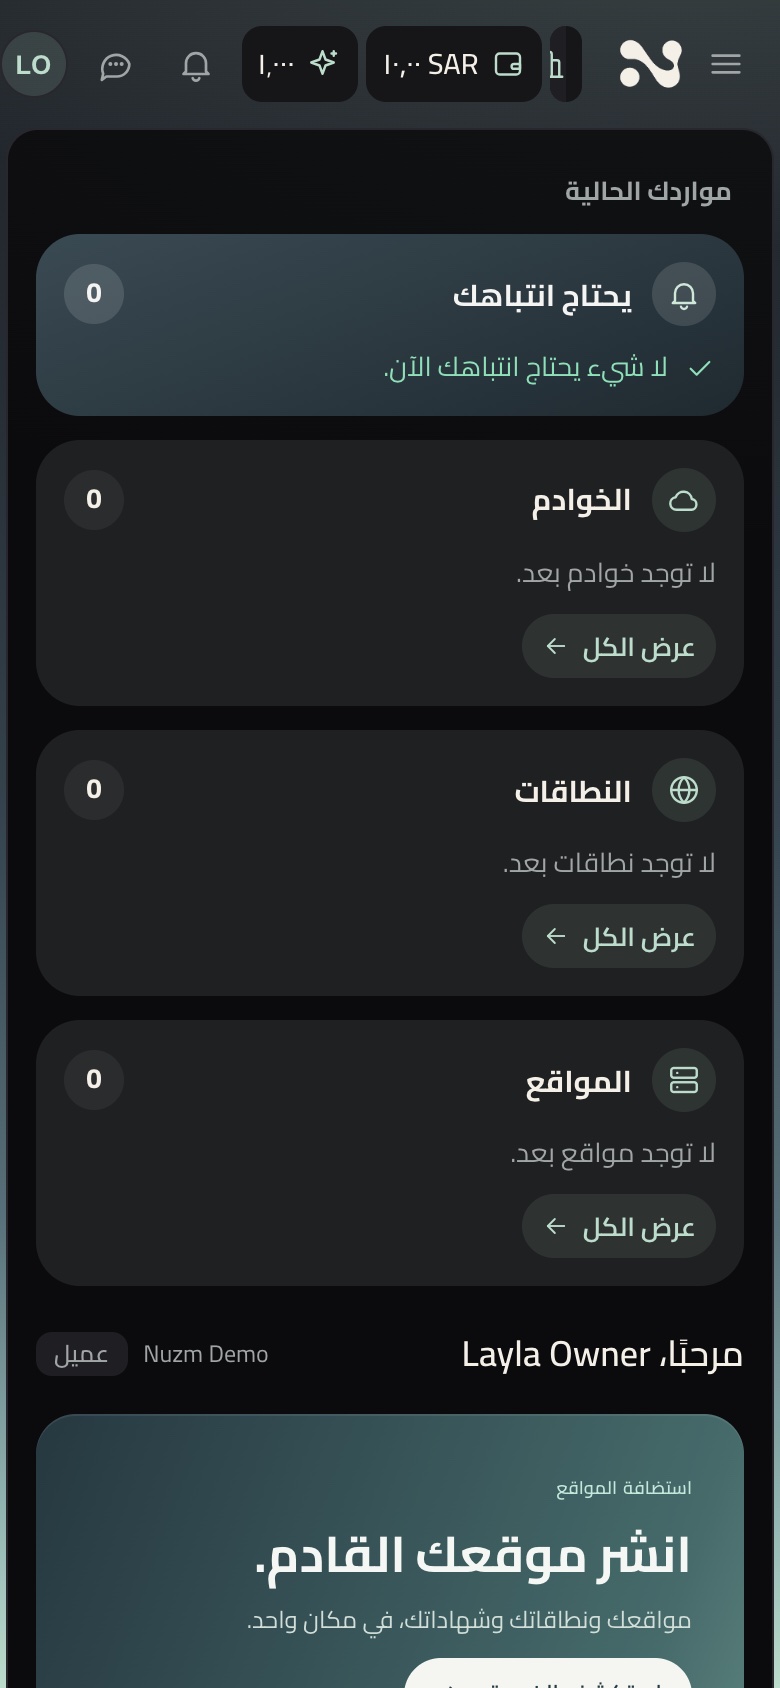 ١٠,٠٠ SAR
١,٠٠٠
LO
مواردك الحالية
يحتاج انتباهك
0
لا شيء يحتاج انتباهك الآن.
الخوادم
0
لا توجد خوادم بعد.
عرض الكل ←
النطاقات
0
لا توجد نطاقات بعد.
عرض الكل ←
المواقع
0
لا توجد مواقع بعد.
عرض الكل ←
مرحبًا، Layla Owner
Nuzm Demo
عميل
استضافة المواقع
انشر موقعك القادم.
مواقعك ونطاقاتك وشهاداتك، في مكان واحد.